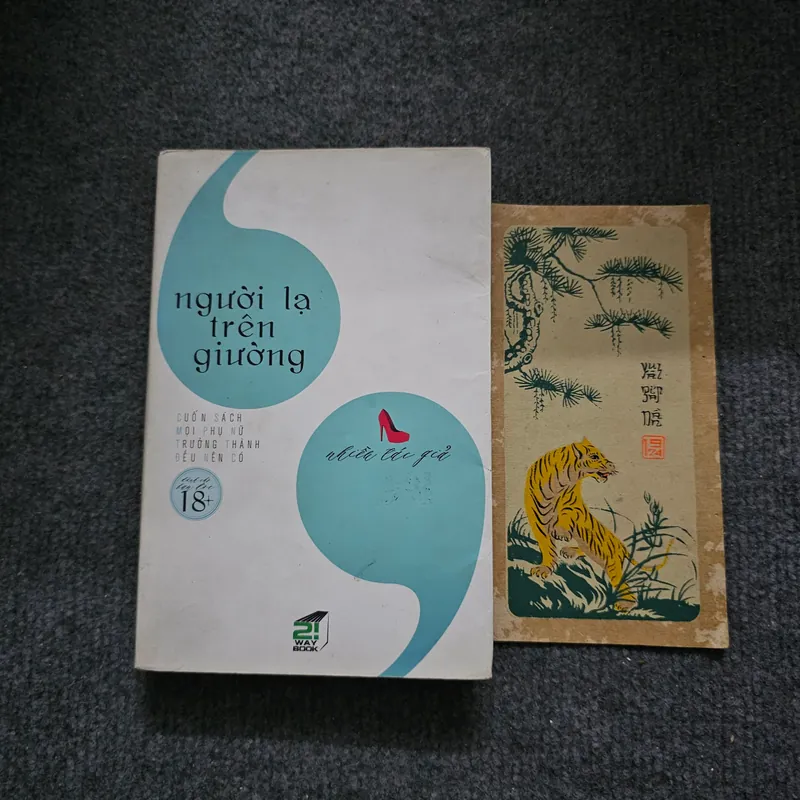 người lạ
trên
giường
CUỐN SÁCH
MỌI PHỤ NỮ
TRƯỞNG THÀNH
ĐỀU NÊN CÓ
18+
nhiều tác giả
21
WAY
BOOK